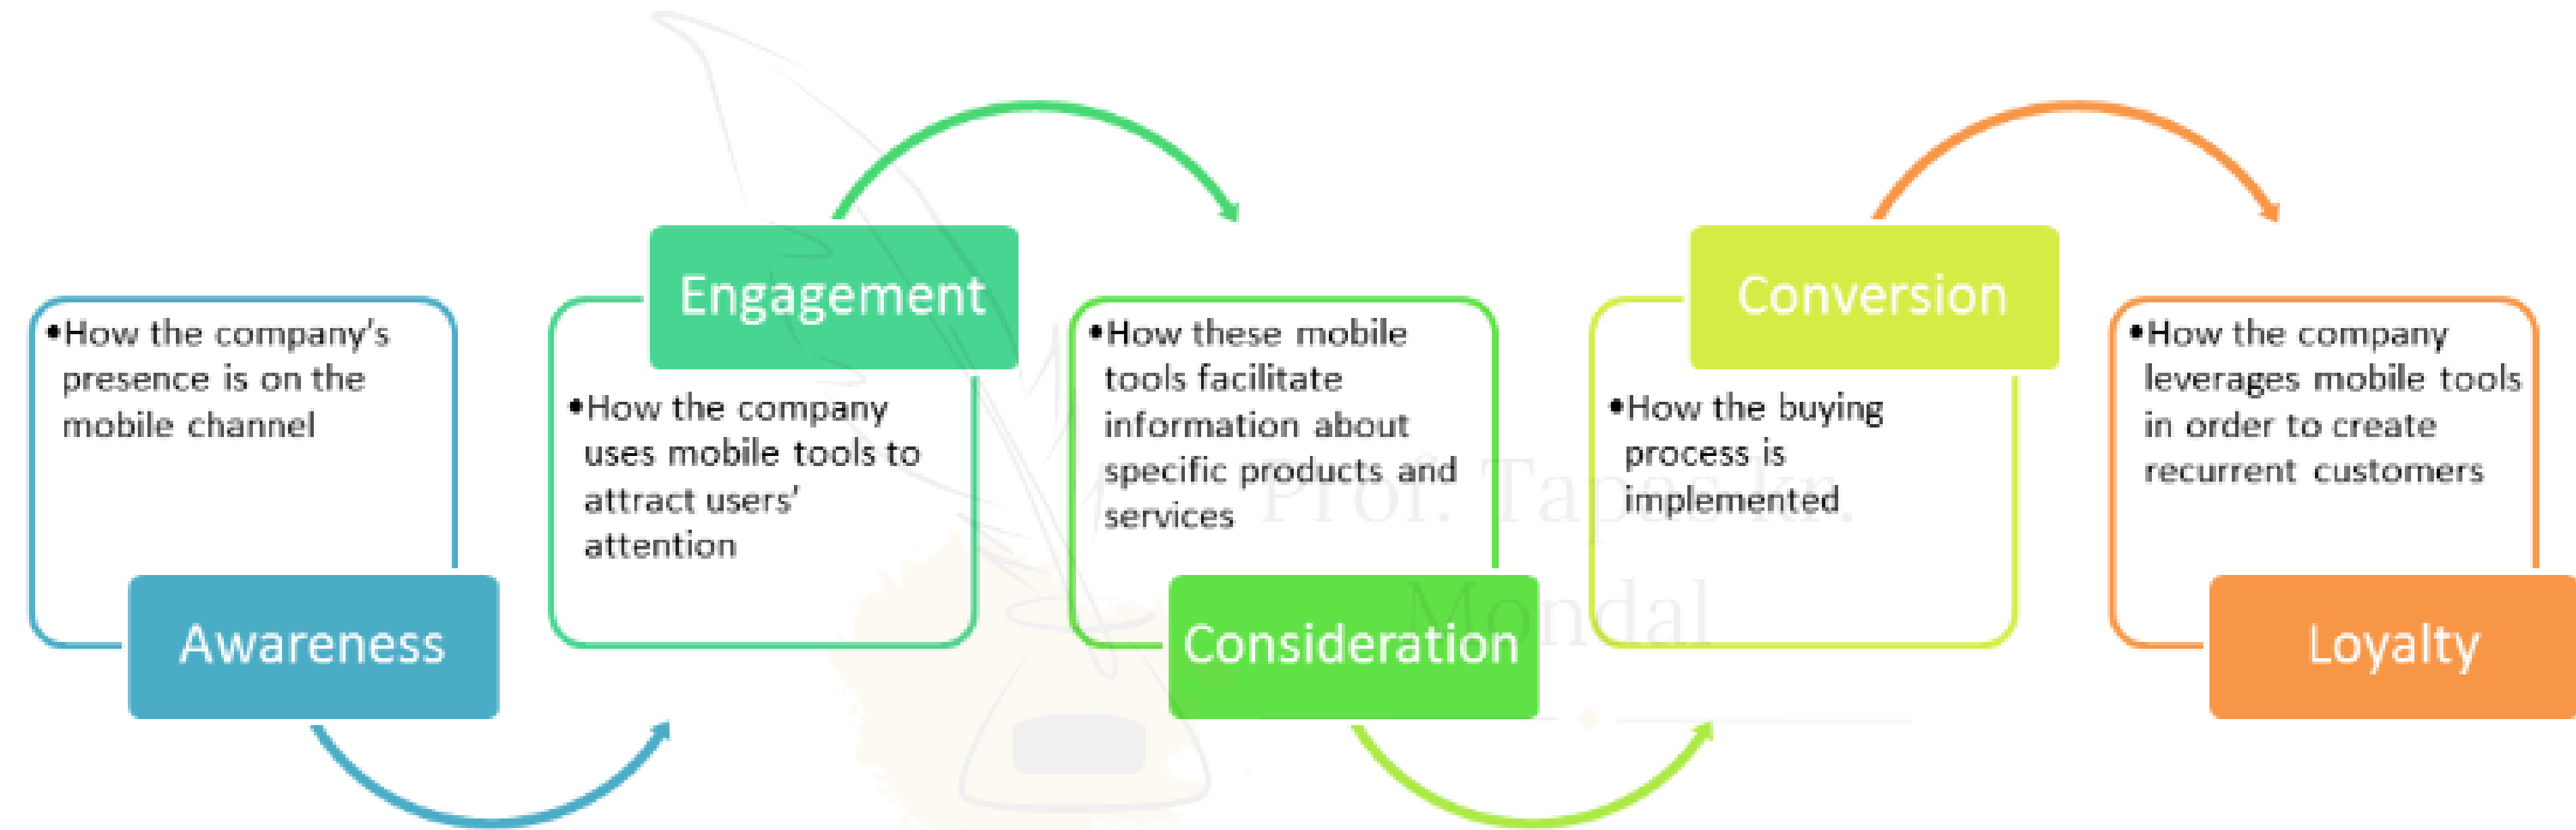 •How the company's
presence is on the
mobile channel
Awareness
Engagement
•How the company
uses mobile tools to
attract users'
attention
•How these mobile
tools facilitate
information about
specific products and
services
Consideration
Conversion
•How the buying
process is
implemented
•How the company
leverages mobile tools
in order to create
recurrent customers
Loyalty
Prof. Tapas kr.
Mondal